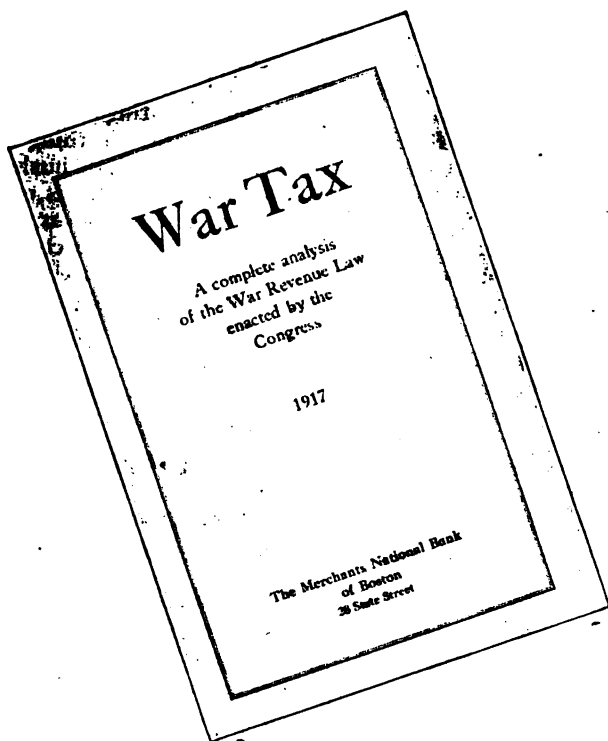 War Tax
A complete analysis
of the War Revenue Law
enacted by the
Congress
1917
The Merchants National Bank
of Boston
28 State Street